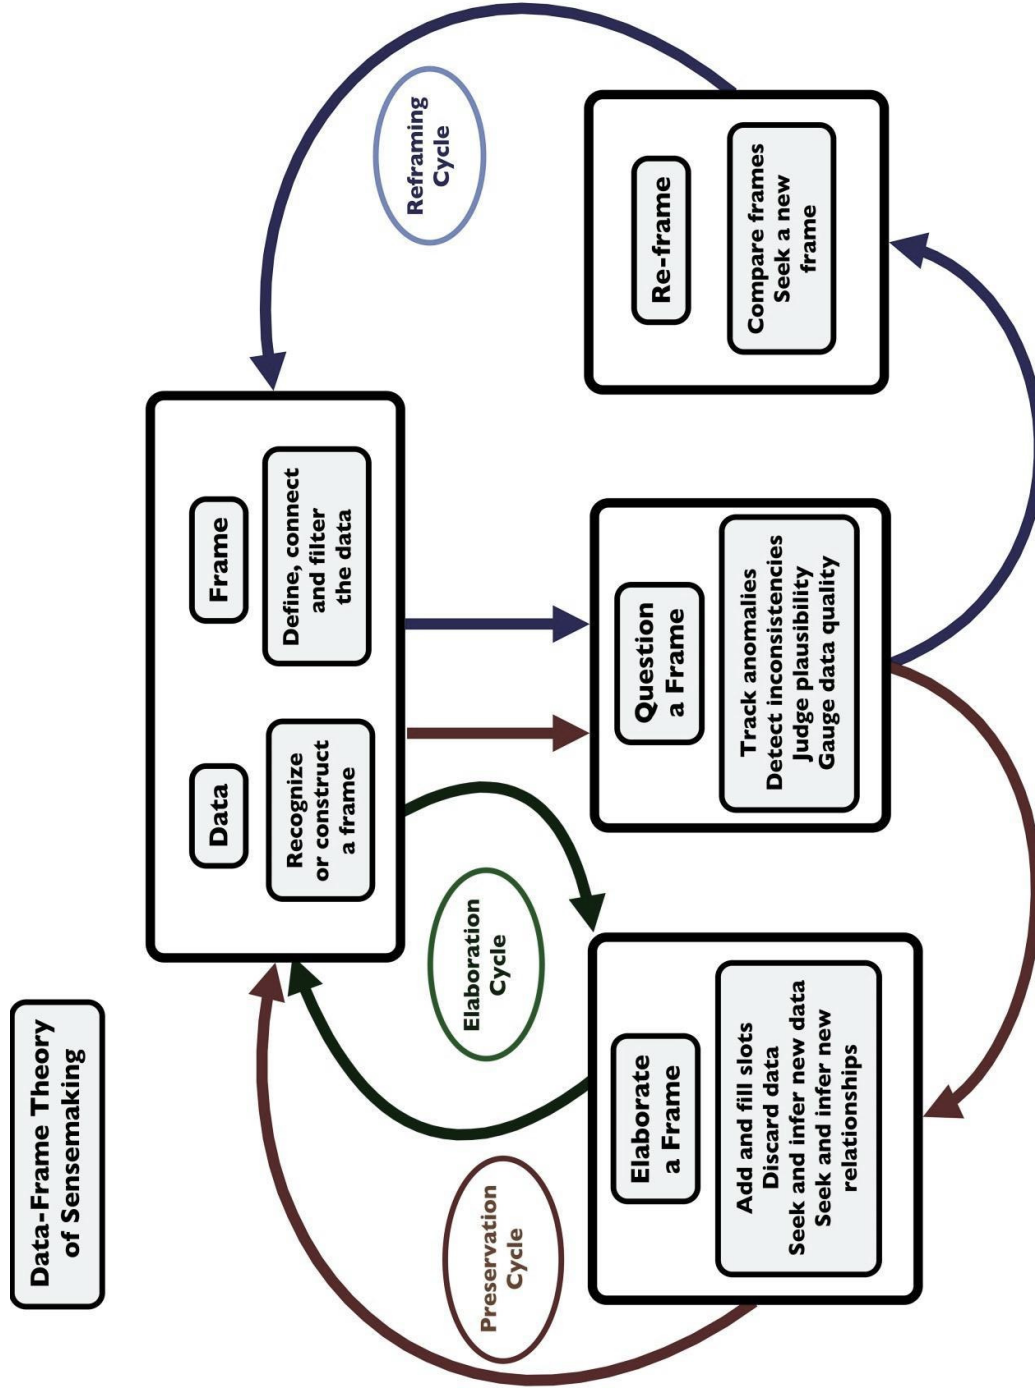 Data-Frame Theory
of Sensemaking
Data
Recognize
or construct
a frame
Frame
Define, connect
and filter
the data
Preservation
Cycle
Elaboration
Cycle
Reframing
Cycle
Elaborate
a Frame
Add and fill slots
Discard data
Seek and infer new data
Seek and infer new
relationships
Question
a Frame
Track anomalies
Detect inconsistencies
Judge plausibility
Gauge data quality
Re-frame
Compare frames
Seek a new
frame